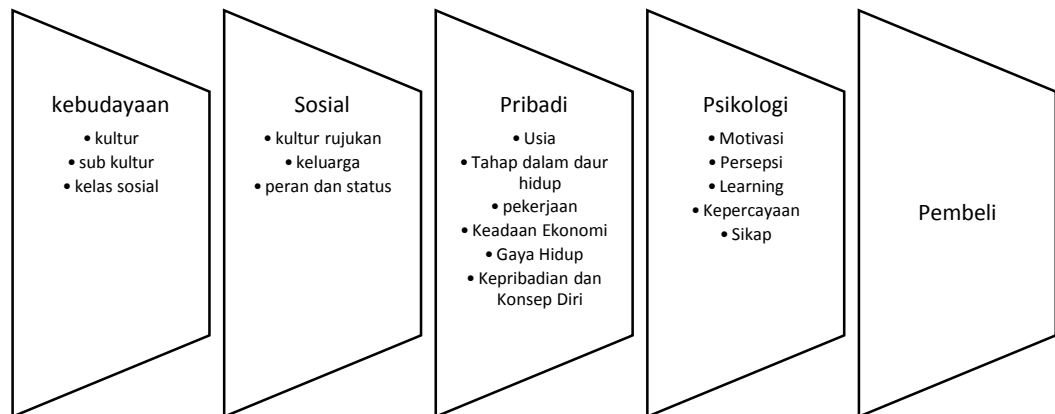 kebudayaan
• kultur
• sub kultur
• kelas sosial
Sosial
• kultur rujukan
• keluarga
• peran dan status
Pribadi
• Usia
• Tahap dalam daur
hidup
• pekerjaan
• Keadaan Ekonomi
• Gaya Hidup
• Kepribadian dan
Konsep Diri
Psikologi
• Motivasi
• Persepsi
• Learning
• Kepercayaan
• Sikap
Pembeli